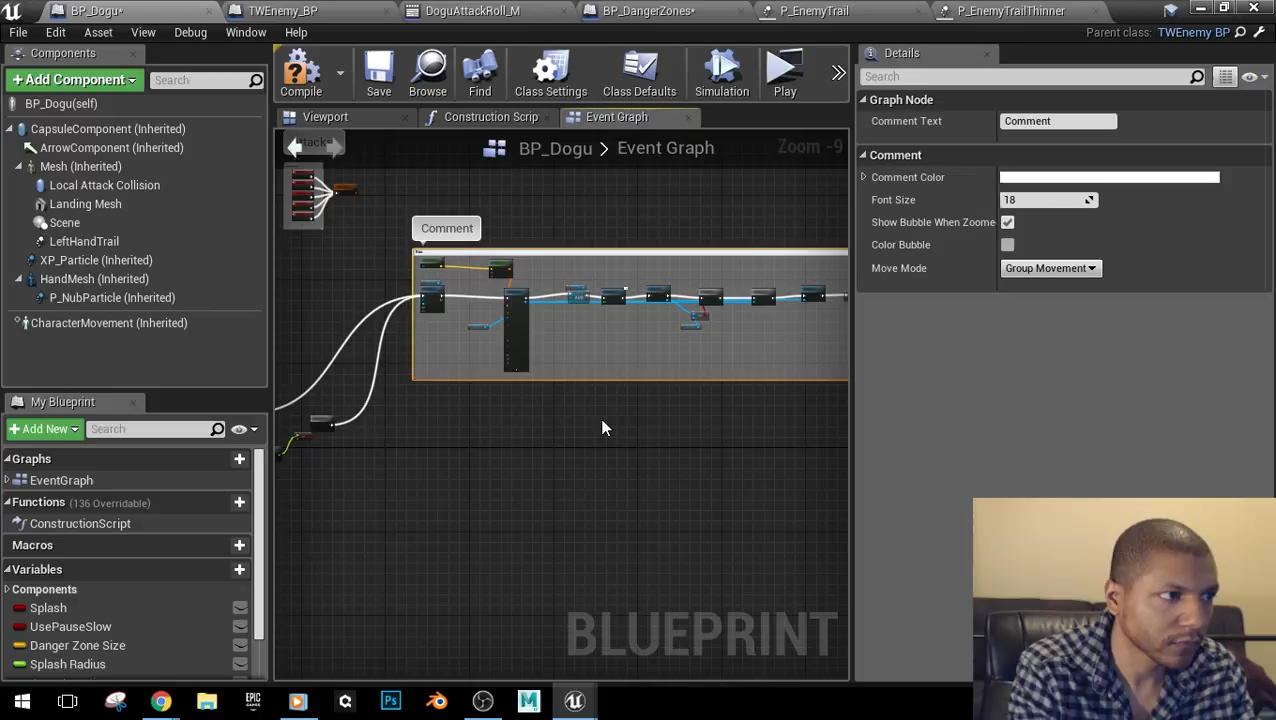 BP_Dogu*
TWEnemy_BP
DoguAttackRoll_M
BP_DangerZones*
P_EnemyTrail
P_EnemyTrailThinner
File Edit Asset View Debug Window Help
Parent class: TWEnemy BP
Components
Add Component
Search
BP_Dogu(self)
CapsuleComponent (Inherited)
ArrowComponent (Inherited)
Mesh (Inherited)
Local Attack Collision
Landing Mesh
Scene
LeftHandTrail
XP_Particle (Inherited)
HandMesh (Inherited)
P_NubParticle (Inherited)
CharacterMovement (Inherited)
My Blueprint
Add New
Search
Graphs
EventGraph
Functions (136 Overridable)
ConstructionScript
Macros
Variables
Components
Splash
UsePauseSlow
Danger Zone Size
Splash Radius
Compile
Save
Browse
Find
Class Settings
Class Defaults
Simulation
Play
Viewport
Construction Scrip
Event Graph
BP_Dogu > Event Graph
Zoom -9
Comment
BLUEPRINT
Details
Search
Graph Node
Comment Text
Comment
Comment
Comment Color
Font Size
18
Show Bubble When Zoome
Color Bubble
Move Mode
Group Movement
EPIC GAMES
Ps
M